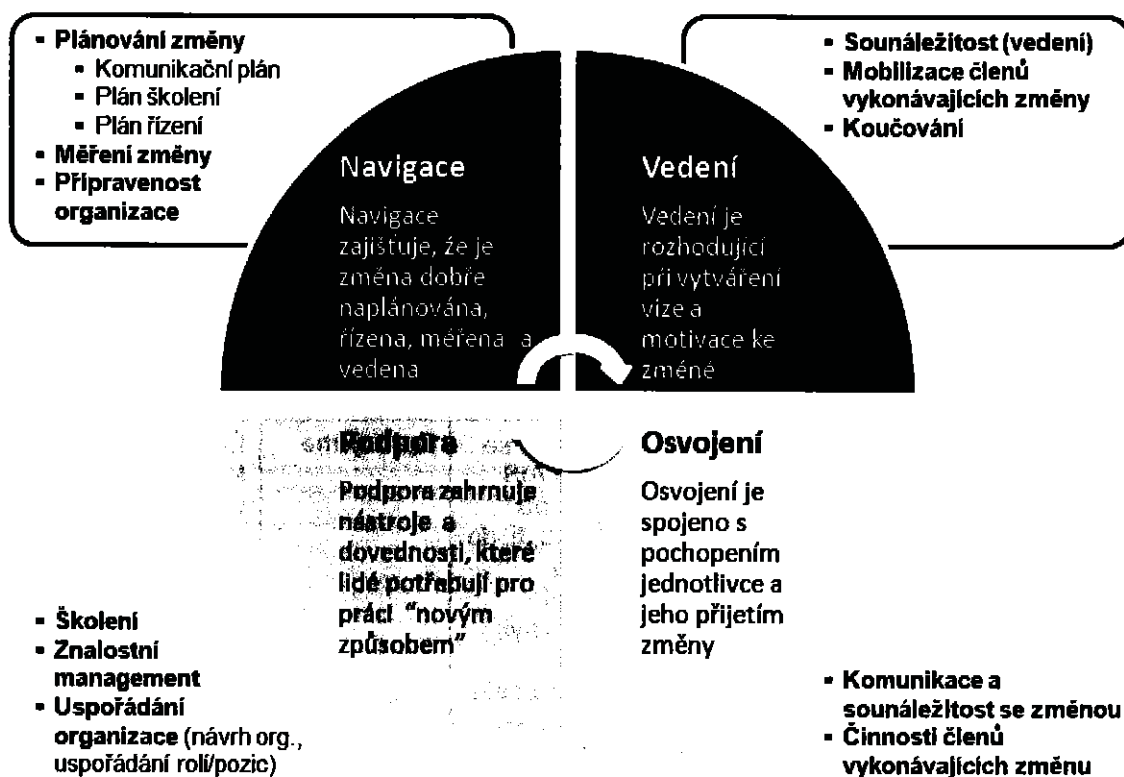 ▪ Plánování změny
▪ Komunikační plán
▪ Plán školení
▪ Plán řízení
▪ Měření změny
▪ Přípravenost
organizace
▪ Sounáležitost (vedení)
▪ Mobilizace členů
vykonávajících změny
▪ Koučování
Navigace
Navigace
zajišťuje, že je
změna dobře
naplánována,
řízena, měřena a
vedena
Vedení
Vedení je
rozhodující
při vytváření
vize a
motivace ke
změně
Podpora
Podpora zahrnuje
nástroje a
dovednosti, které
lidé potřebují pro
práci "novým
způsobem"
Osvojení
Osvojení je
spojeno s
pochopením
jednotlivce a
jeho přijetím
změny
▪ Školení
▪ Znalostní
management
▪ Uspořádání
organizace (návrh org.,
uspořádání rolí/pozic)
▪ Komunikace a
sounáležitost se změnou
▪ Činnosti členů
vykonávajících změnu